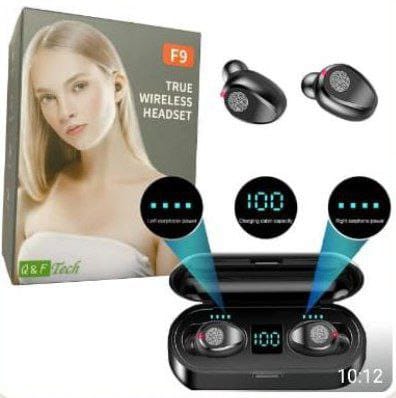 F9
TRUE
WIRELESS
HEADSET
Left earphone power
100
Charging cabin capacity
Right earphone power
Q & F Tech
100
10:12